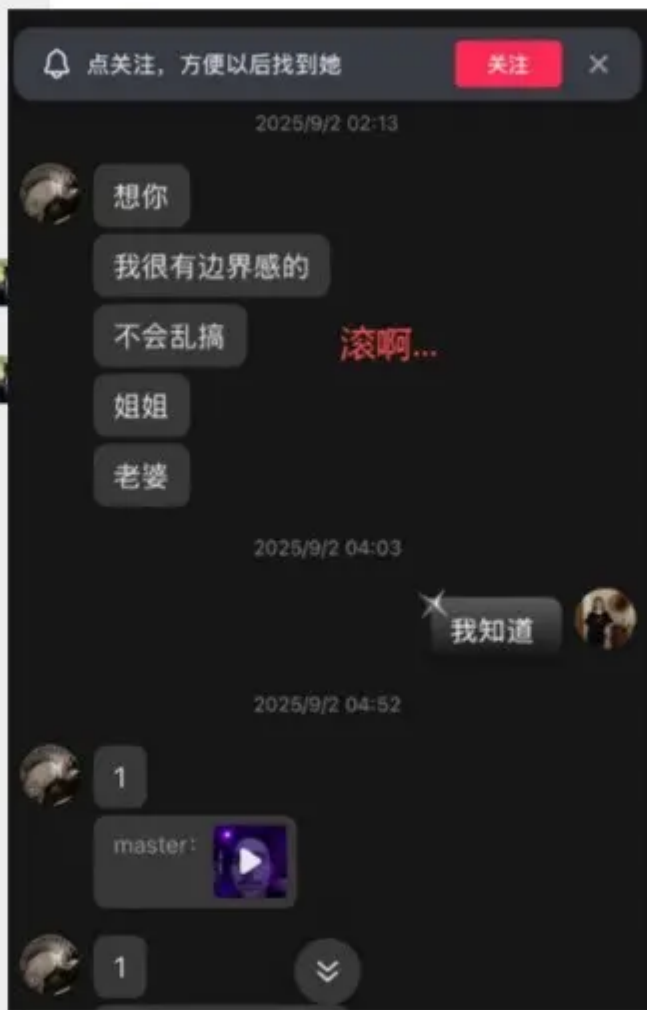 点关注，方便以后找到她
关注
2025/9/2 02:13
想你
我很有边界感的
不会乱搞
滚啊...
姐姐
老婆
2025/9/2 04:03
我知道
2025/9/2 04:52
1
master:
1